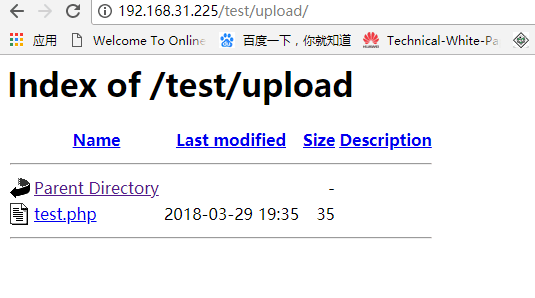 192.168.31.225/test/upload/
应用 Welcome To Online 百度一下，你就知道 Technical-White-Pa
Index of /test/upload
Name Last modified Size Description
Parent Directory -
test.php 2018-03-29 19:35 35